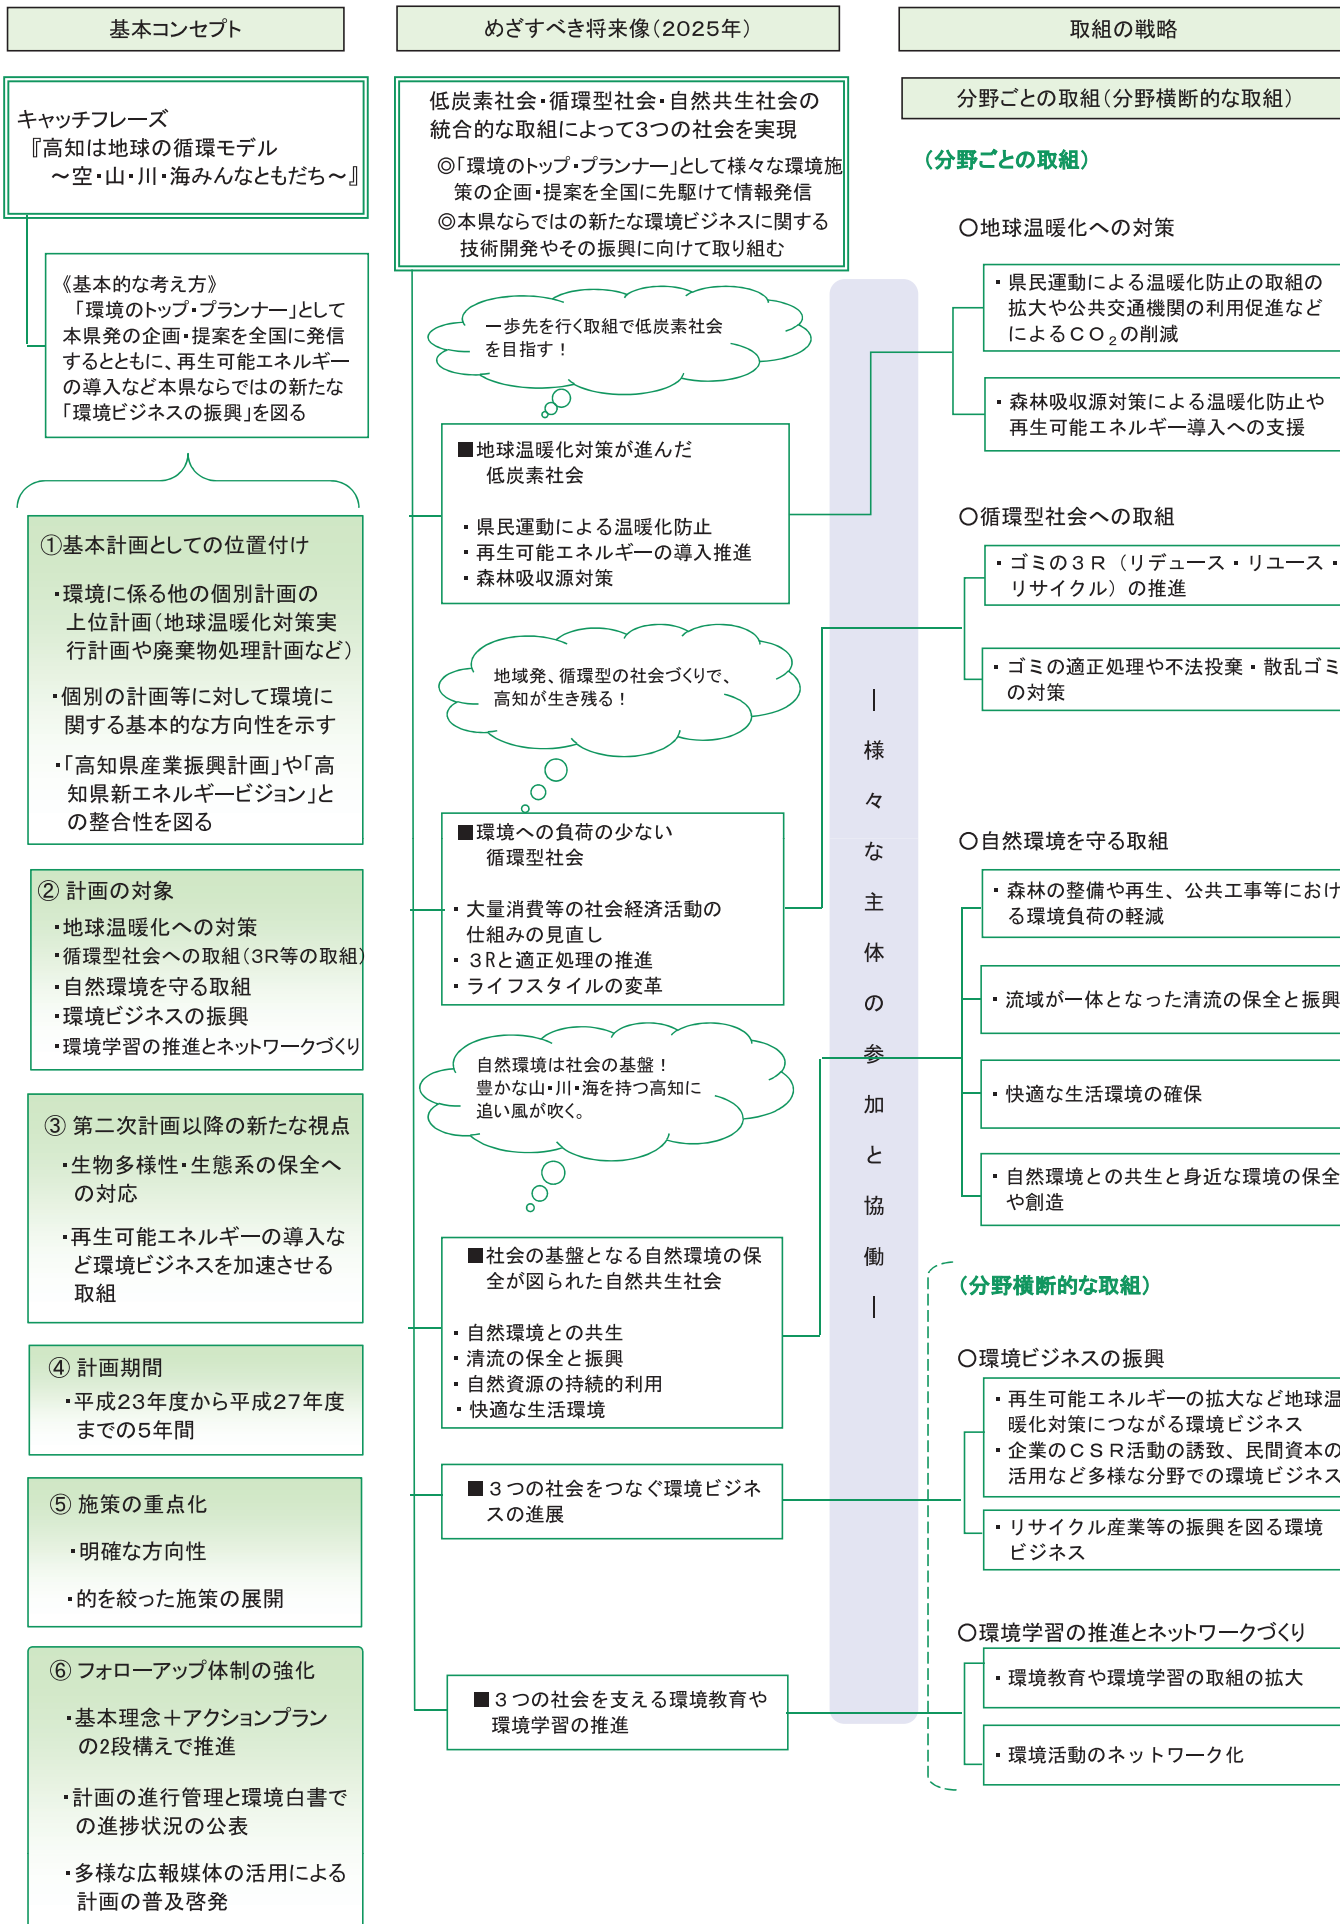 基本コンセプト
キャッチフレーズ
『高知は地球の循環モデル
～空・山・川・海みんなともだち～』
《基本的な考え方》
「環境のトップ・プランナー」として
本県発の企画・提案を全国に発信
するとともに、再生可能エネルギー
の導入など本県ならではの新たな
「環境ビジネスの振興」を図る
①基本計画としての位置付け
・環境に係る他の個別計画の
上位計画（地球温暖化対策実
行計画や廃棄物処理計画など）
・個別の計画等に対して環境に
関する基本的な方向性を示す
・「高知県産業振興計画」や「高
知県新エネルギービジョン」と
の整合性を図る
② 計画の対象
・地球温暖化への対策
・循環型社会への取組（3R等の取組）
・自然環境を守る取組
・環境ビジネスの振興
・環境学習の推進とネットワークづくり
③ 第二次計画以降の新たな視点
・生物多様性・生態系の保全へ
の対応
・再生可能エネルギーの導入な
ど環境ビジネスを加速させる
取組
④ 計画期間
・平成23年度から平成27年度
までの5年間
⑤ 施策の重点化
・明確な方向性
・的を絞った施策の展開
⑥ フォローアップ体制の強化
・基本理念＋アクションプラン
の2段構えで推進
・計画の進行管理と環境白書で
の進捗状況の公表
・多様な広報媒体の活用による
計画の普及啓発
めざすべき将来像（2025年）
低炭素社会・循環型社会・自然共生社会の
統合的な取組によって3つの社会を実現
◎「環境のトップ・プランナー」として様々な環境施
策の企画・提案を全国に先駆けて情報発信
◎本県ならではの新たな環境ビジネスに関する
技術開発やその振興に向けて取り組む
一歩先を行く取組で低炭素社会
を目指す！
■地球温暖化対策が進んだ
低炭素社会
・県民運動による温暖化防止
・再生可能エネルギーの導入推進
・森林吸収源対策
地域発、循環型の社会づくりで、
高知が生き残る！
■環境への負荷の少ない
循環型社会
・大量消費等の社会経済活動の
仕組みの見直し
・３Rと適正処理の推進
・ライフスタイルの変革
自然環境は社会の基盤！
豊かな山・川・海を持つ高知に
追い風が吹く。
■社会の基盤となる自然環境の保
全が図られた自然共生社会
・自然環境との共生
・清流の保全と振興
・自然資源の持続的利用
・快適な生活環境
■３つの社会をつなぐ環境ビジネ
スの進展
■３つの社会を支える環境教育や
環境学習の推進
―様々な主体の参加と協働―
取組の戦略
分野ごとの取組（分野横断的な取組）
（分野ごとの取組）
○地球温暖化への対策
・県民運動による温暖化防止の取組の
拡大や公共交通機関の利用促進など
によるＣＯ₂の削減
・森林吸収源対策による温暖化防止や
再生可能エネルギー導入への支援
○循環型社会への取組
・ゴミの３Ｒ（リデュース・リユース・
リサイクル）の推進
・ゴミの適正処理や不法投棄・散乱ゴミ
の対策
○自然環境を守る取組
・森林の整備や再生、公共工事等におけ
る環境負荷の軽減
・流域が一体となった清流の保全と振興
・快適な生活環境の確保
・自然環境との共生と身近な環境の保全
や創造
（分野横断的な取組）
○環境ビジネスの振興
・再生可能エネルギーの拡大など地球温
暖化対策につながる環境ビジネス
・企業のＣＳＲ活動の誘致、民間資本の
活用など多様な分野での環境ビジネス
・リサイクル産業等の振興を図る環境
ビジネス
○環境学習の推進とネットワークづくり
・環境教育や環境学習の取組の拡大
・環境活動のネットワーク化